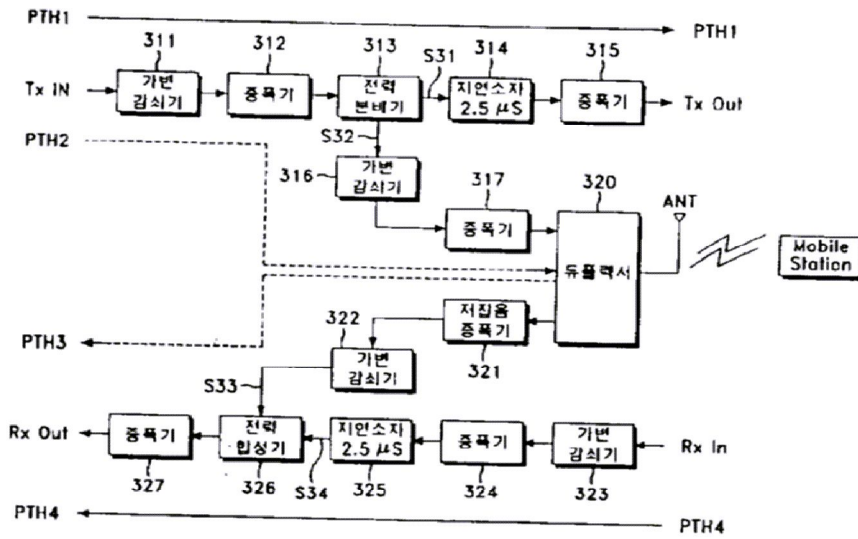 PTH1 PTH1
311 312 313 S31 314 315
Tx IN 가변 감쇠기 증폭기 전력 분배기 지연소자 2.5 μS 증폭기 Tx Out
S32
PTH2
316 가변 감쇠기
317 증폭기
320 듀플렉서
ANT
Mobile Station
저잡음 증폭기 321
322 가변 감쇠기
PTH3
S33
Rx Out 증폭기 전력 합성기 지연소자 2.5 μS 증폭기 가변 감쇠기 Rx In
327 326 S34 325 324 323
PTH4 PTH4